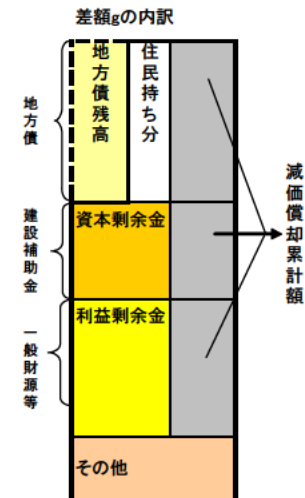 差額gの内訳
地方債
地方債残高
住民持ち分
建設補助金
資本剰余金
減価償却累計額
一般財源等
利益剰余金
その他